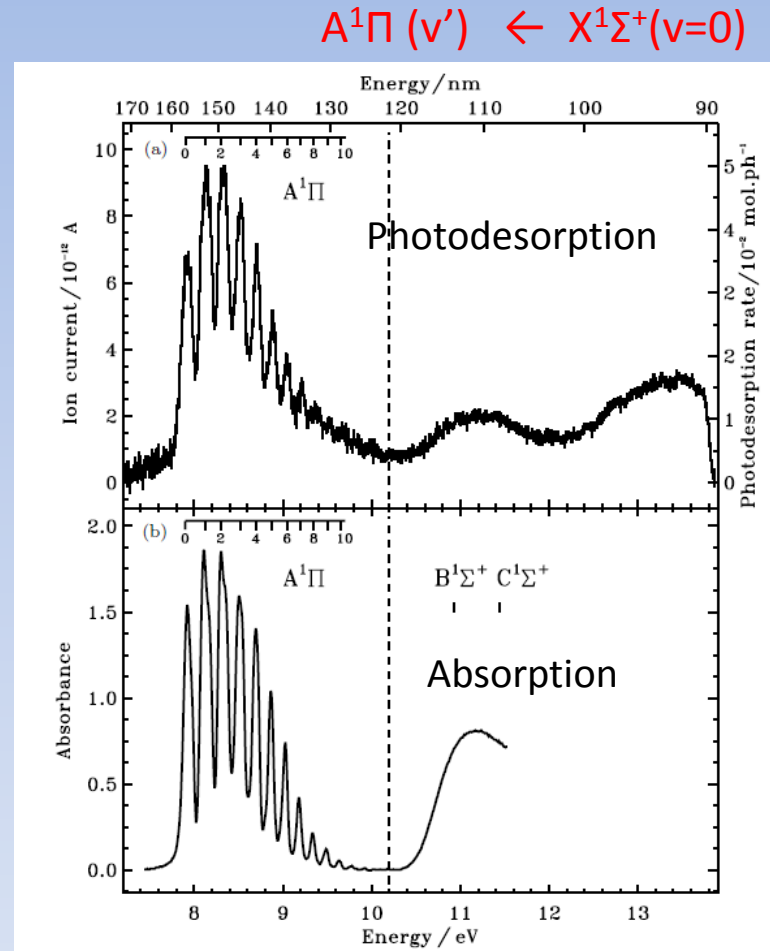 A¹Π (v’) ← X¹Σ⁺(v=0)
Energy/nm
170 160 150 140 130 120 110 100 90
(a)
0 2 4 6 8 10
A¹Π
Photodesorption
Ion current/10⁻¹² A
10
8
6
4
2
0
Photodesorption rate/10⁻² mol.ph⁻¹
5
4
2
2
1
0
(b)
0 2 4 6 8 10
A¹Π
B¹Σ⁺ C¹Σ⁺
Absorption
Absorbance
2.0
1.5
1.0
0.5
0.0
8 9 10 11 12 13
Energy / eV